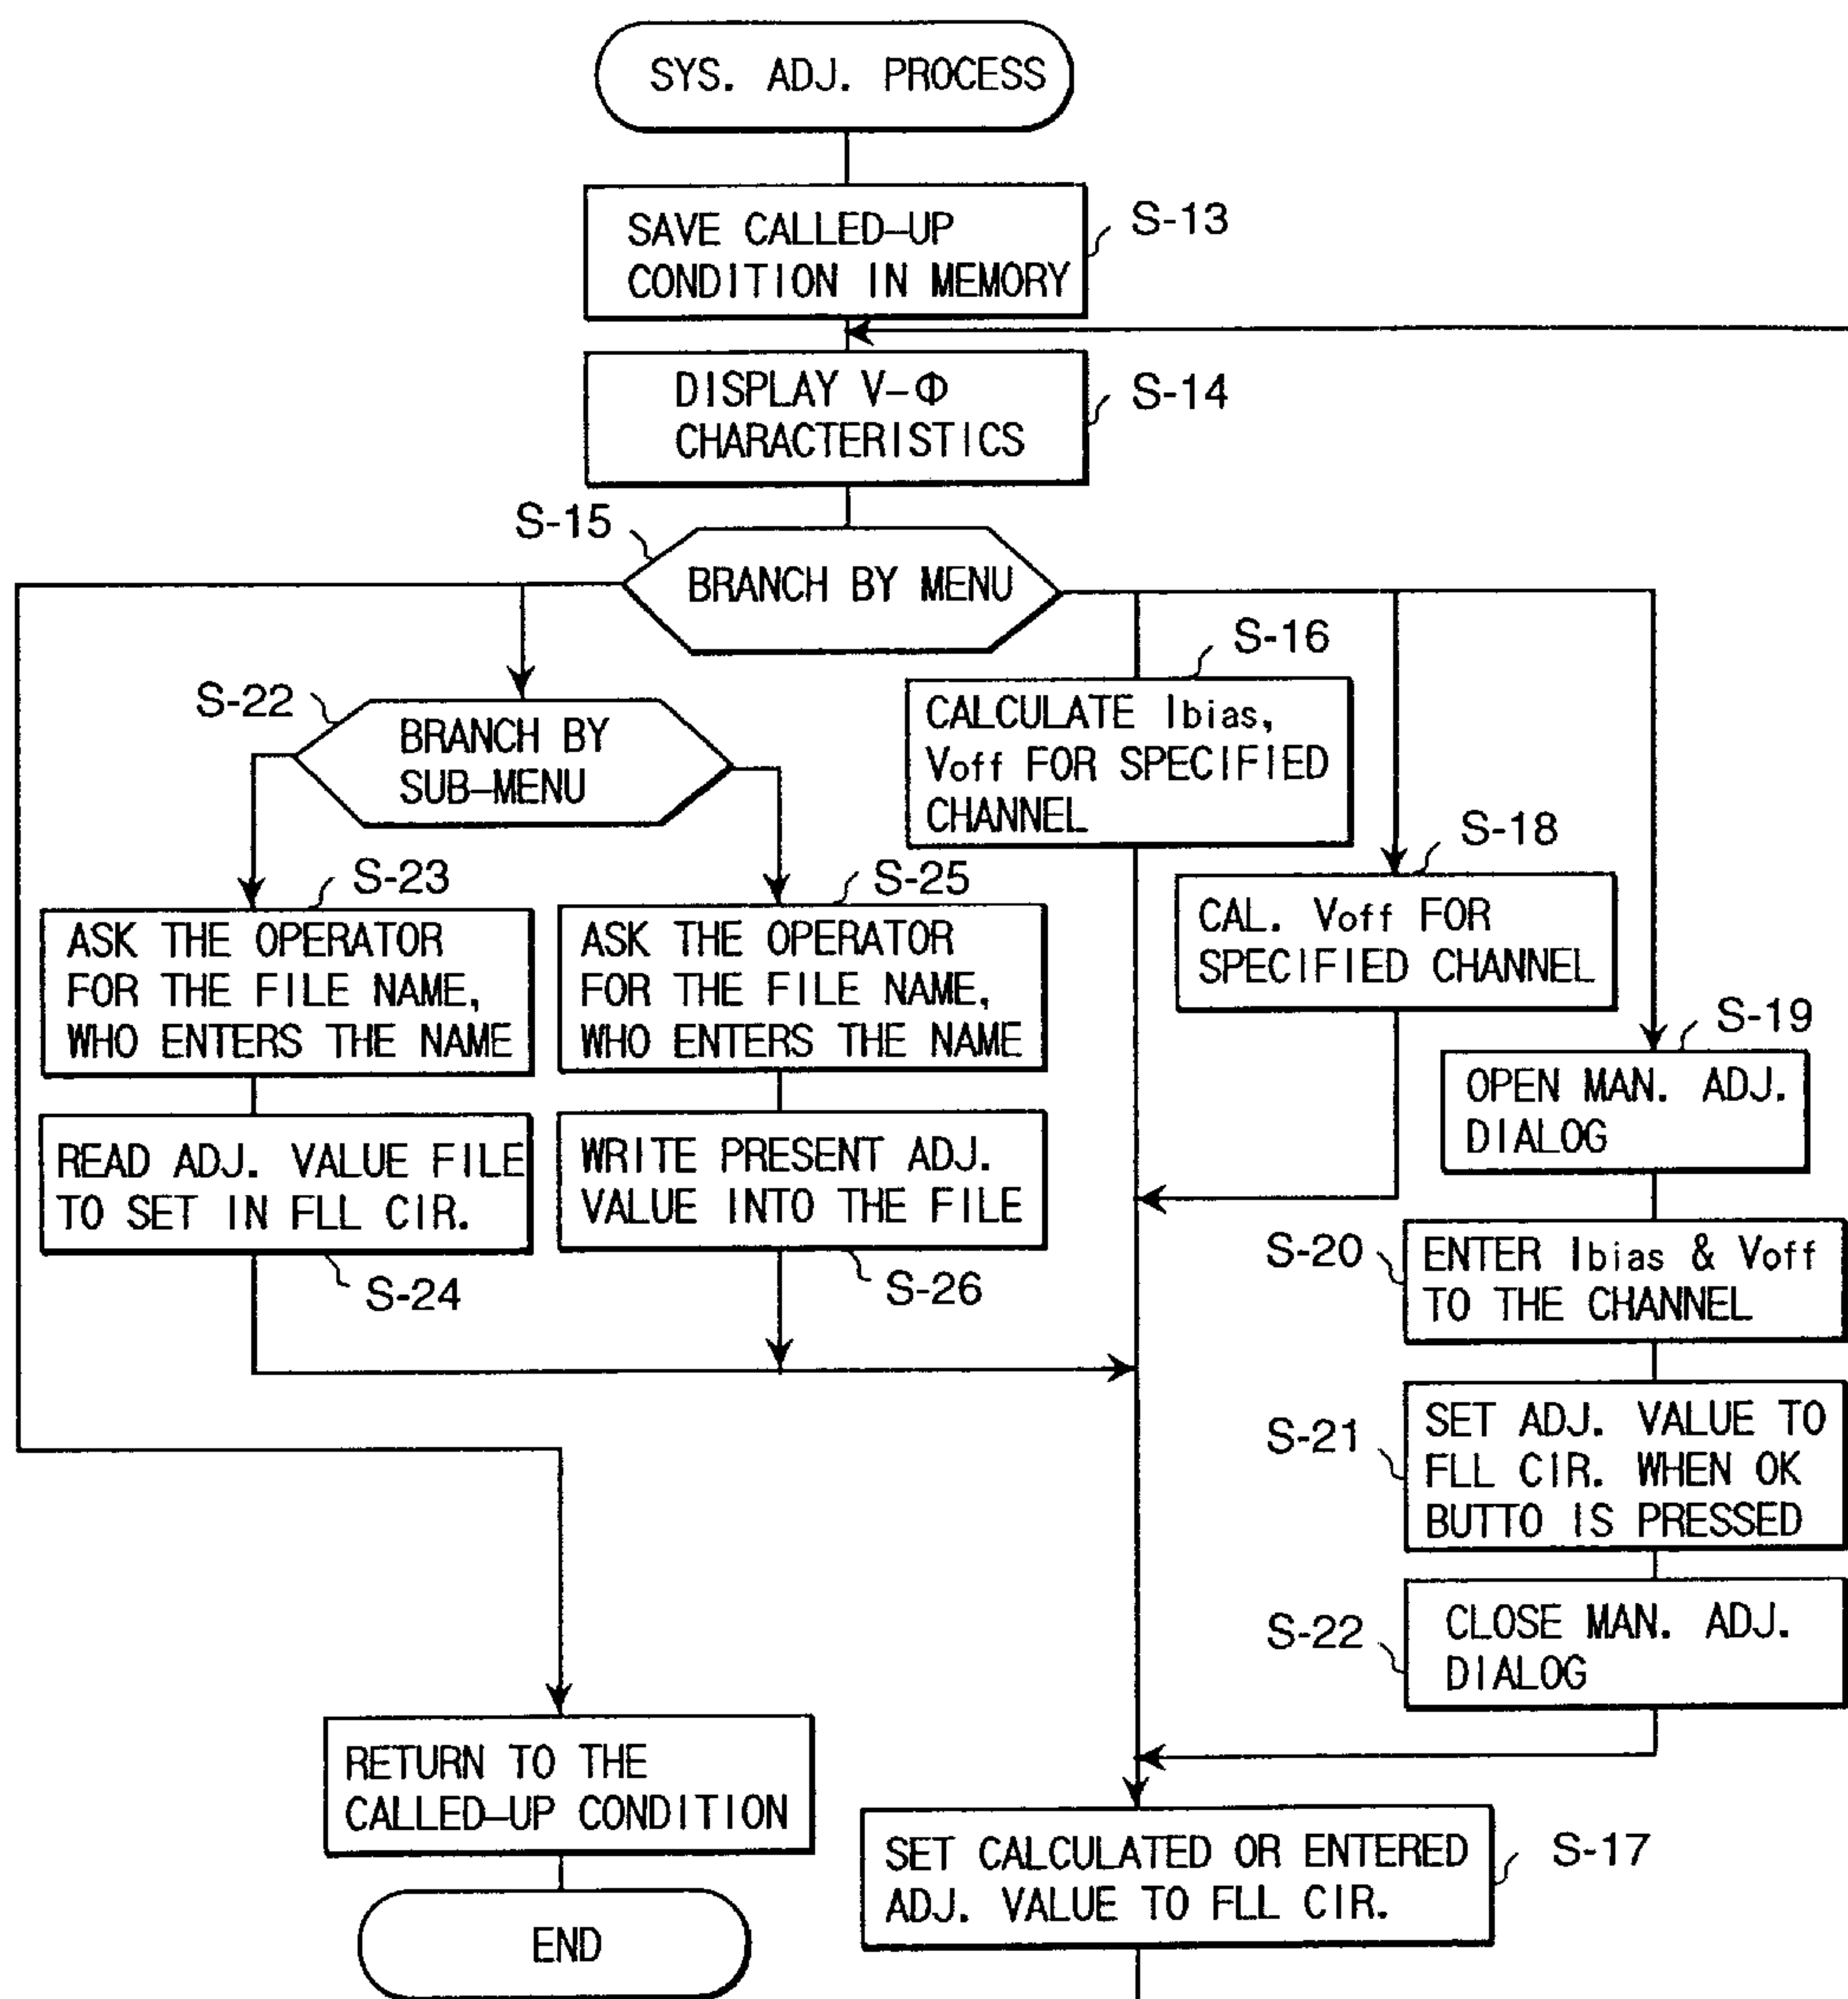 SYS. ADJ. PROCESS
SAVE CALLED-UP
CONDITION IN MEMORY
S-13
DISPLAY V-Φ
CHARACTERISTICS
S-14
S-15
BRANCH BY MENU
S-16
CALCULATE Ibias,
Voff FOR SPECIFIED
CHANNEL
S-22
BRANCH BY
SUB-MENU
S-18
CAL. Voff FOR
SPECIFIED CHANNEL
S-23
ASK THE OPERATOR
FOR THE FILE NAME,
WHO ENTERS THE NAME
S-25
ASK THE OPERATOR
FOR THE FILE NAME,
WHO ENTERS THE NAME
S-19
OPEN MAN. ADJ.
DIALOG
READ ADJ. VALUE FILE
TO SET IN FLL CIR.
S-24
WRITE PRESENT ADJ.
VALUE INTO THE FILE
S-26
S-20
ENTER Ibias & Voff
TO THE CHANNEL
S-21
SET ADJ. VALUE TO
FLL CIR. WHEN OK
BUTTO IS PRESSED
S-22
CLOSE MAN. ADJ.
DIALOG
RETURN TO THE
CALLED-UP CONDITION
SET CALCULATED OR ENTERED
ADJ. VALUE TO FLL CIR.
S-17
END